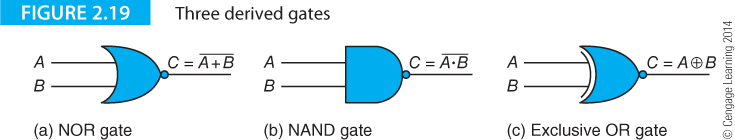 FIGURE 2.19 Three derived gates
A B C = A̅+̅B̅
A B C = A̅·̅B̅
A B C = A⊕B
(a) NOR gate (b) NAND gate (c) Exclusive OR gate
© Cengage Learning 2014